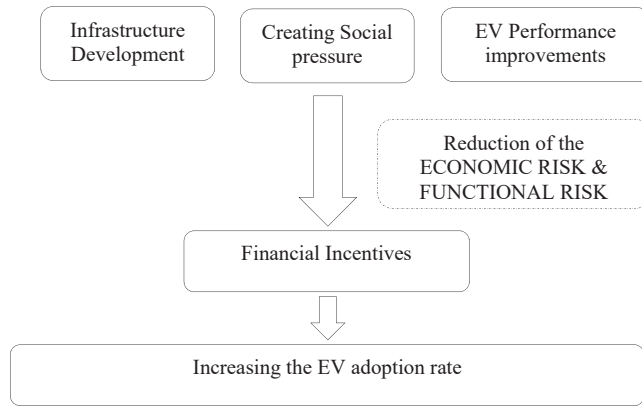 Infrastructure
Development
Creating Social
pressure
EV Performance
improvements
Reduction of the
ECONOMIC RISK &
FUNCTIONAL RISK
Financial Incentives
Increasing the EV adoption rate